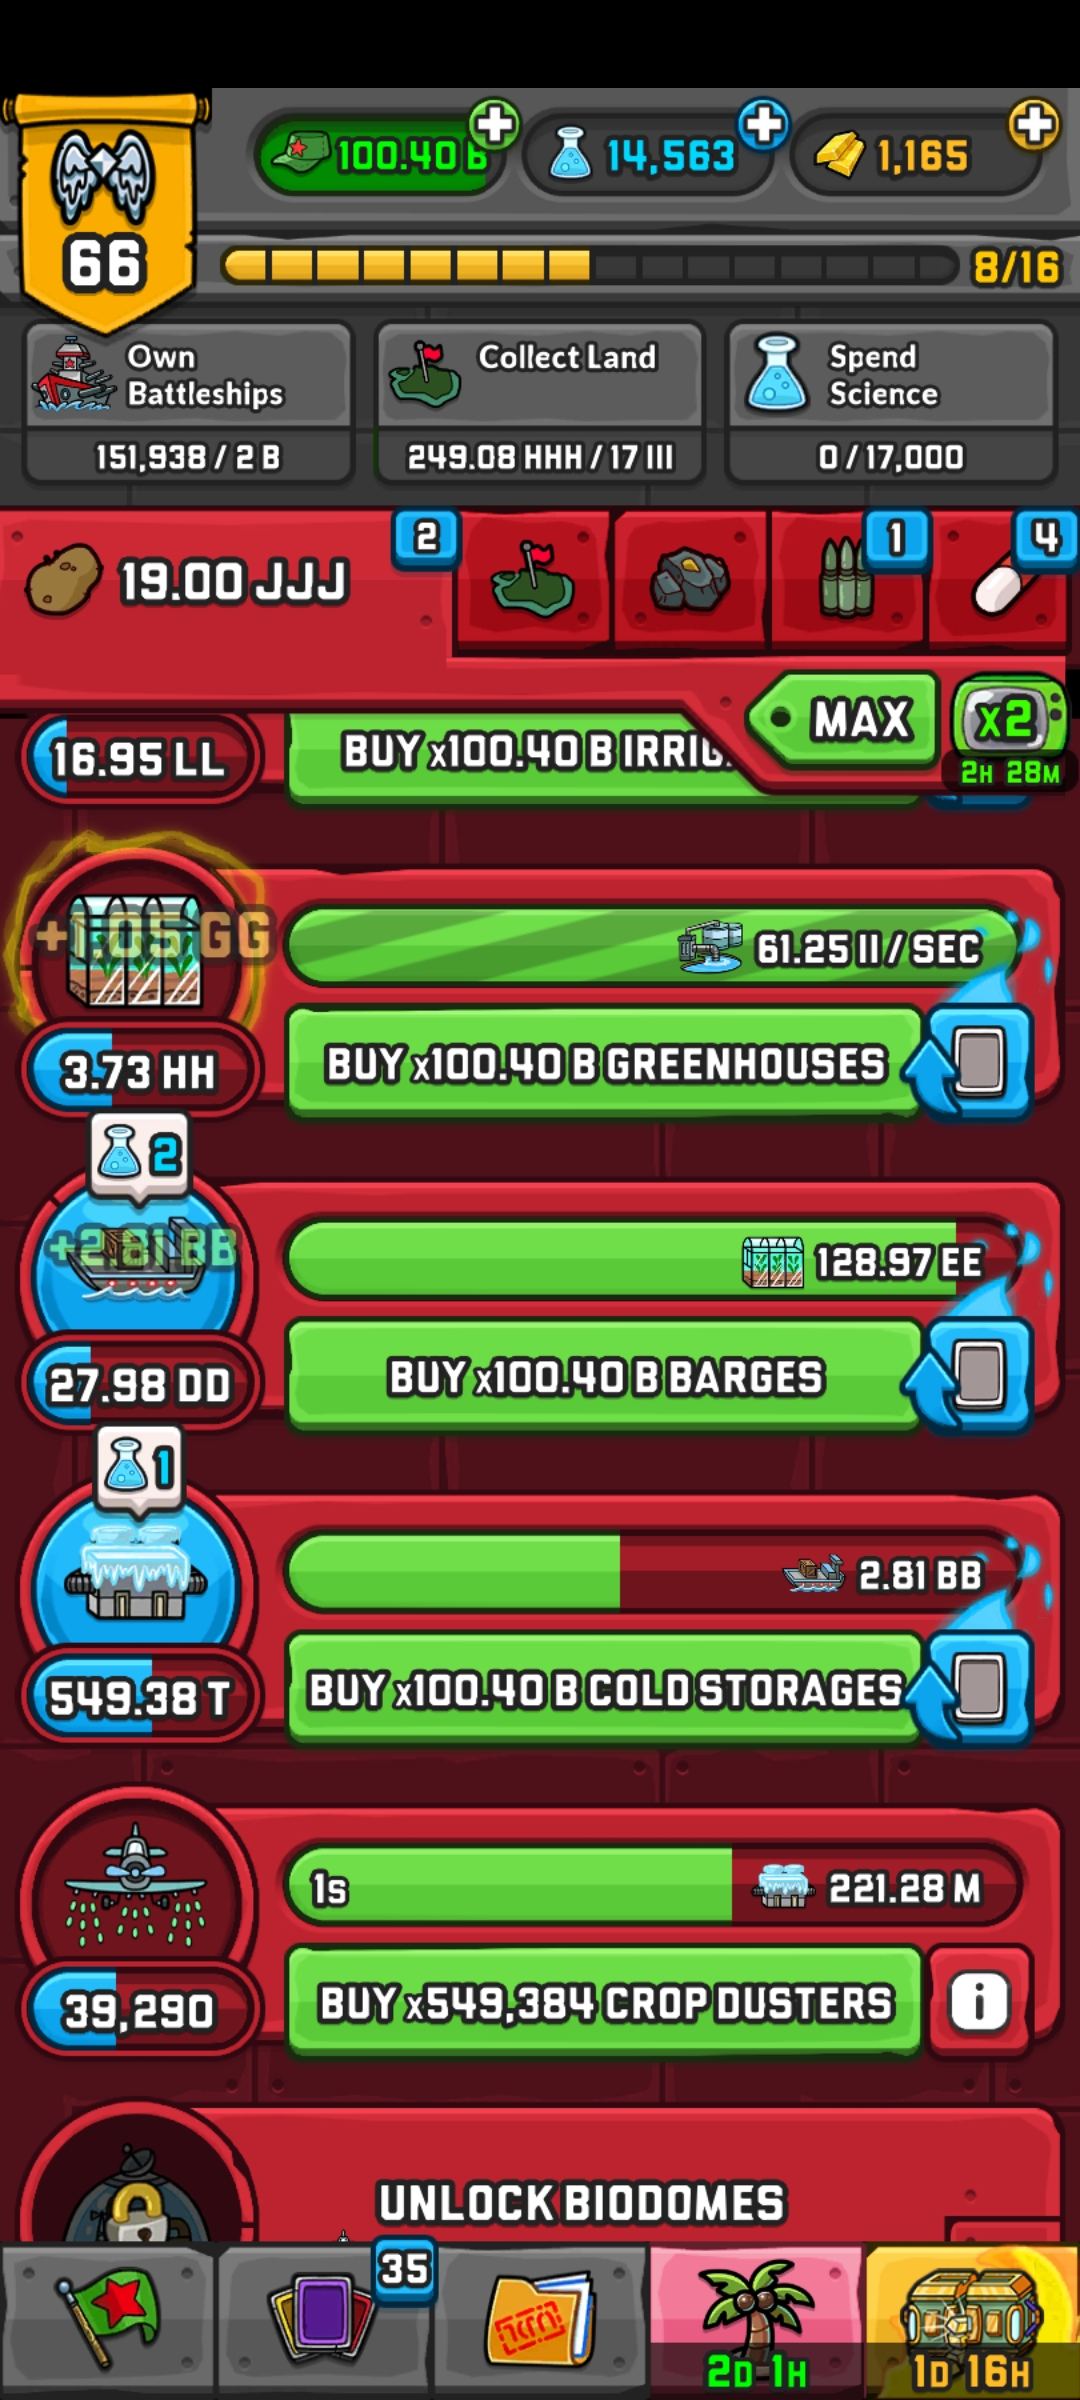 100.40 B
14,563
1,165
66
8/16
Own
Battleships
151,938 / 2 B
Collect Land
249.08 HHH / 17 III
Spend
Science
0 / 17,000
19.00 JJJ
2
1
4
MAX
x2
2H 28M
16.95 LL
BUY x100.40 B IRRIG
+1.05 GG
61.25 II / SEC
3.73 HH
BUY x100.40 B GREENHOUSES
2
+2.81 BB
128.97 EE
27.98 DD
BUY x100.40 B BARGES
1
2.81 BB
549.38 T
BUY x100.40 B COLD STORAGES
1s
221.28 M
39,290
BUY x549,384 CROP DUSTERS
i
UNLOCK BIODOMES
35
2D 1H
1D 16H